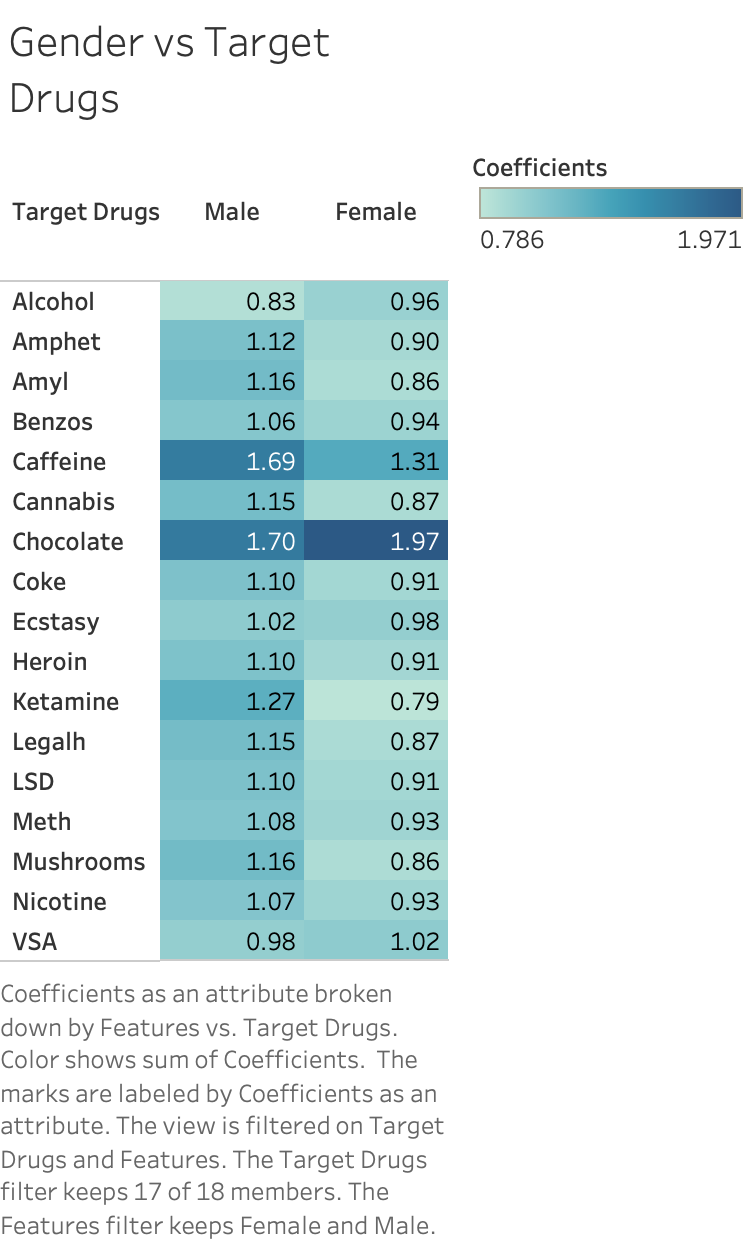 Gender vs Target
Drugs
Coefficients
0.786 1.971
Target Drugs Male Female
Alcohol 0.83 0.96
Amphet 1.12 0.90
Amyl 1.16 0.86
Benzos 1.06 0.94
Caffeine 1.69 1.31
Cannabis 1.15 0.87
Chocolate 1.70 1.97
Coke 1.10 0.91
Ecstasy 1.02 0.98
Heroin 1.10 0.91
Ketamine 1.27 0.79
Legalh 1.15 0.87
LSD 1.10 0.91
Meth 1.08 0.93
Mushrooms 1.16 0.86
Nicotine 1.07 0.93
VSA 0.98 1.02
Coefficients as an attribute broken
down by Features vs. Target Drugs.
Color shows sum of Coefficients. The
marks are labeled by Coefficients as an
attribute. The view is filtered on Target
Drugs and Features. The Target Drugs
filter keeps 17 of 18 members. The
Features filter keeps Female and Male.